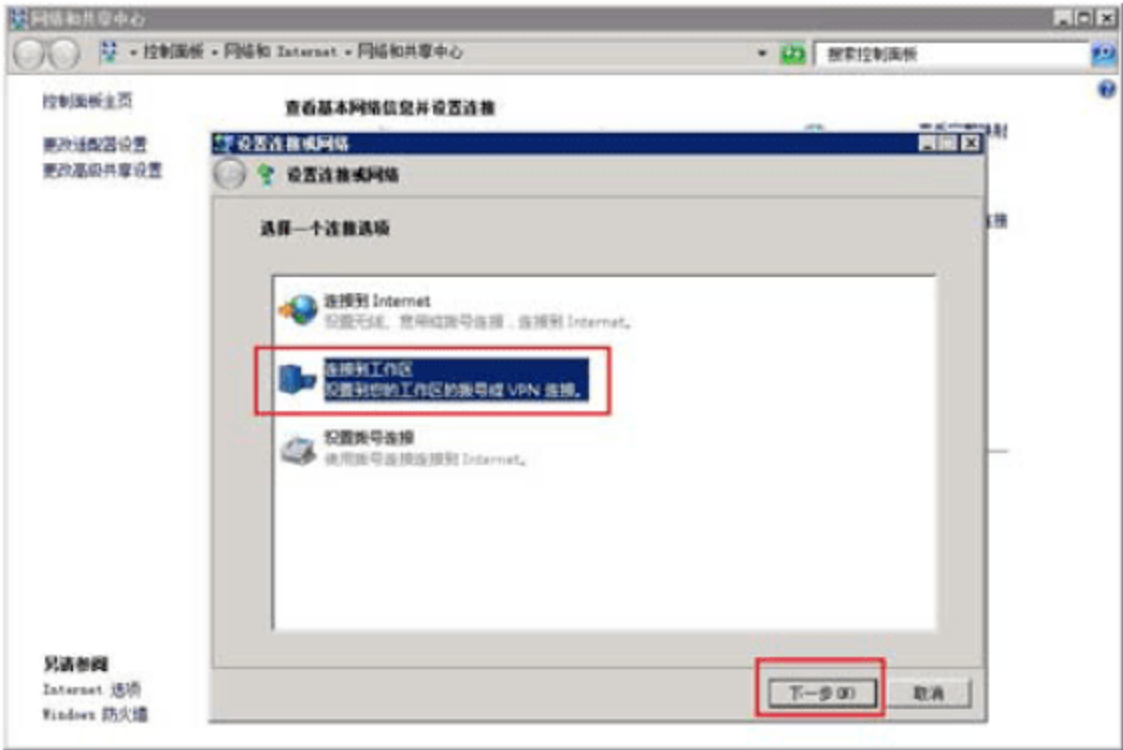 网络和共享中心
控制面板 网络和 Internet 网络和共享中心
搜索控制面板
控制面板主页
查看基本网络信息并设置连接
更改适配器设置
更改高级共享设置
设置连接或网络
设置连接或网络
选择一个连接选项
连接到 Internet
设置无线、宽带或拨号连接，连接到 Internet。
连接到工作区
设置到您的工作区的拨号或 VPN 连接。
设置拨号连接
使用拨号连接连接到 Internet。
另请参阅
Internet 选项
Windows 防火墙
下一步(N)
取消